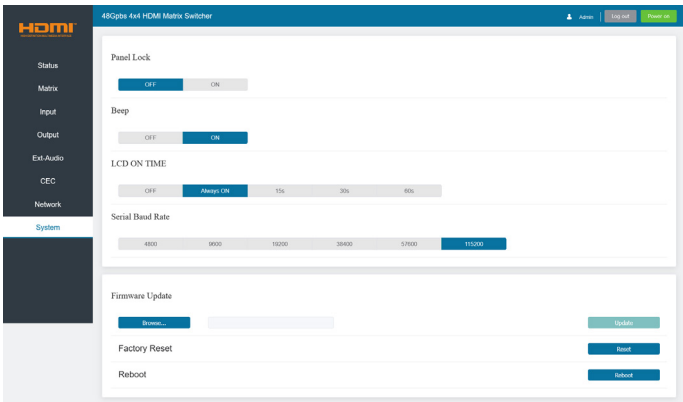 48Gpbs 4x4 HDMI Matrix Switcher
Admin
Log out
Power on
HDMI
Status
Matrix
Input
Output
Ext-Audio
CEC
Network
System
Panel Lock
OFF ON
Beep
OFF ON
LCD ON TIME
OFF Always ON 15s 30s 60s
Serial Baud Rate
4800 9600 19200 38400 57600 115200
Firmware Update
Browse... Update
Factory Reset Reset
Reboot Reboot